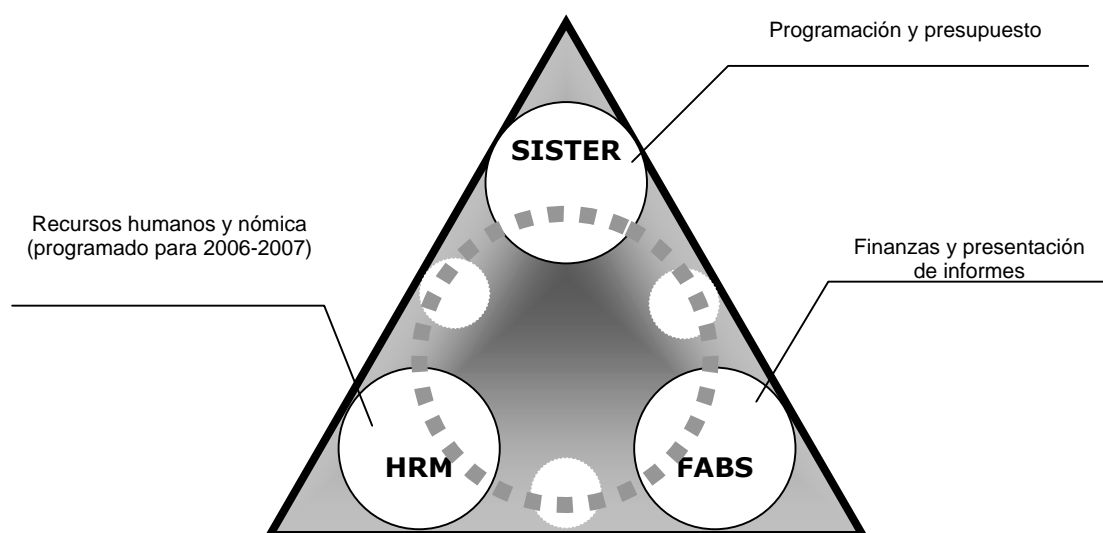 Programación y presupuesto
SISTER
Recursos humanos y nómica
(programado para 2006-2007)
Finanzas y presentación
de informes
HRM
FABS